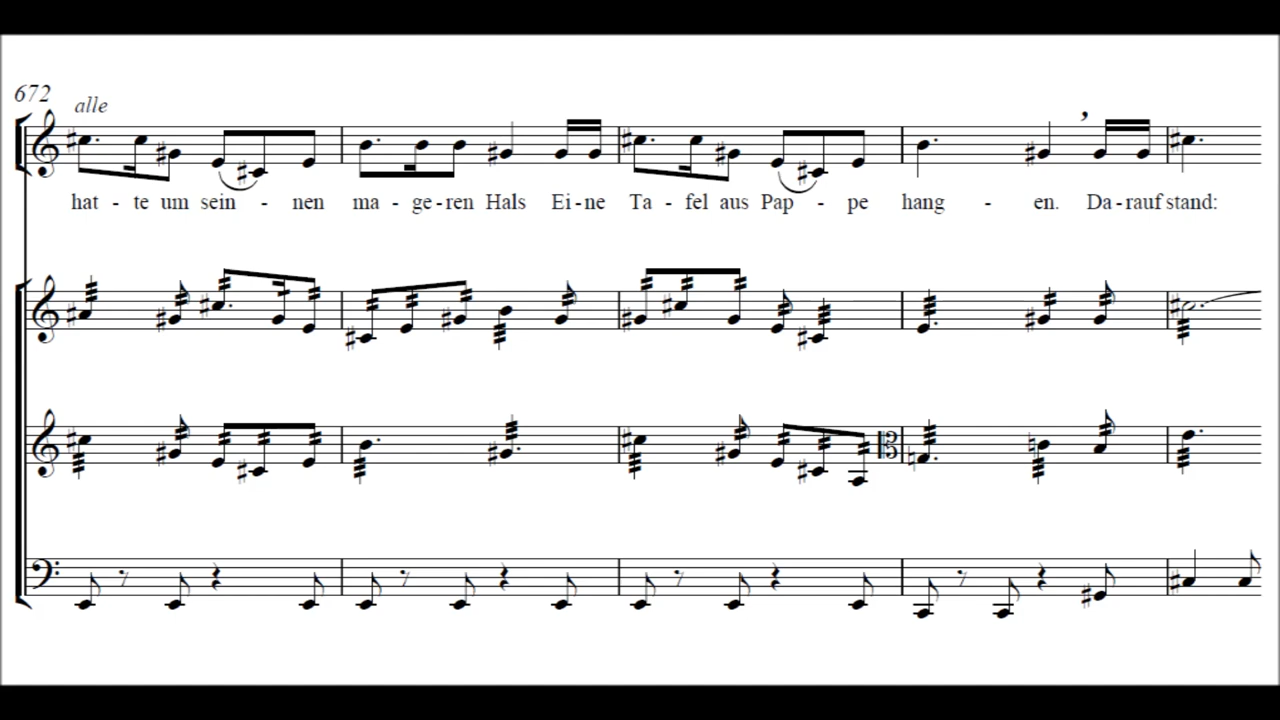 672
alle
hat - te um sein - nen ma - ge - ren Hals Ei - ne Ta - fel aus Pap - pe hang - en. Da - rauf stand: